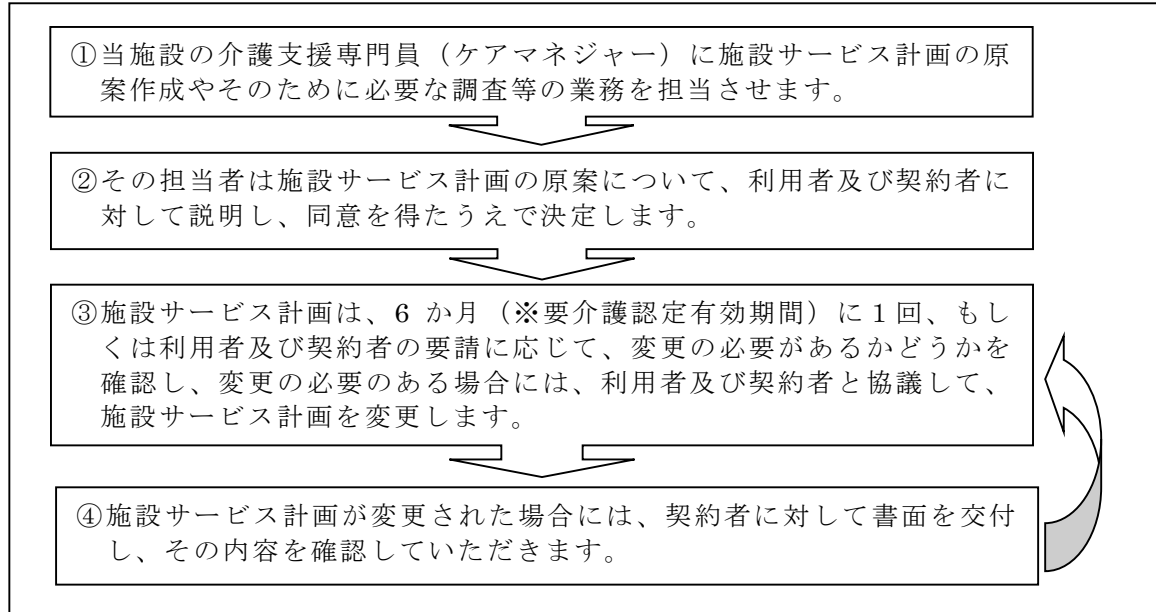 ①当施設の介護支援専門員（ケアマネジャー）に施設サービス計画の原
案作成やそのために必要な調査等の業務を担当させます。
②その担当者は施設サービス計画の原案について、利用者及び契約者に
対して説明し、同意を得たうえで決定します。
③施設サービス計画は、6 か月（※要介護認定有効期間）に１回、もし
くは利用者及び契約者の要請に応じて、変更の必要があるかどうかを
確認し、変更の必要のある場合には、利用者及び契約者と協議して、
施設サービス計画を変更します。
④施設サービス計画が変更された場合には、契約者に対して書面を交付
し、その内容を確認していただきます。